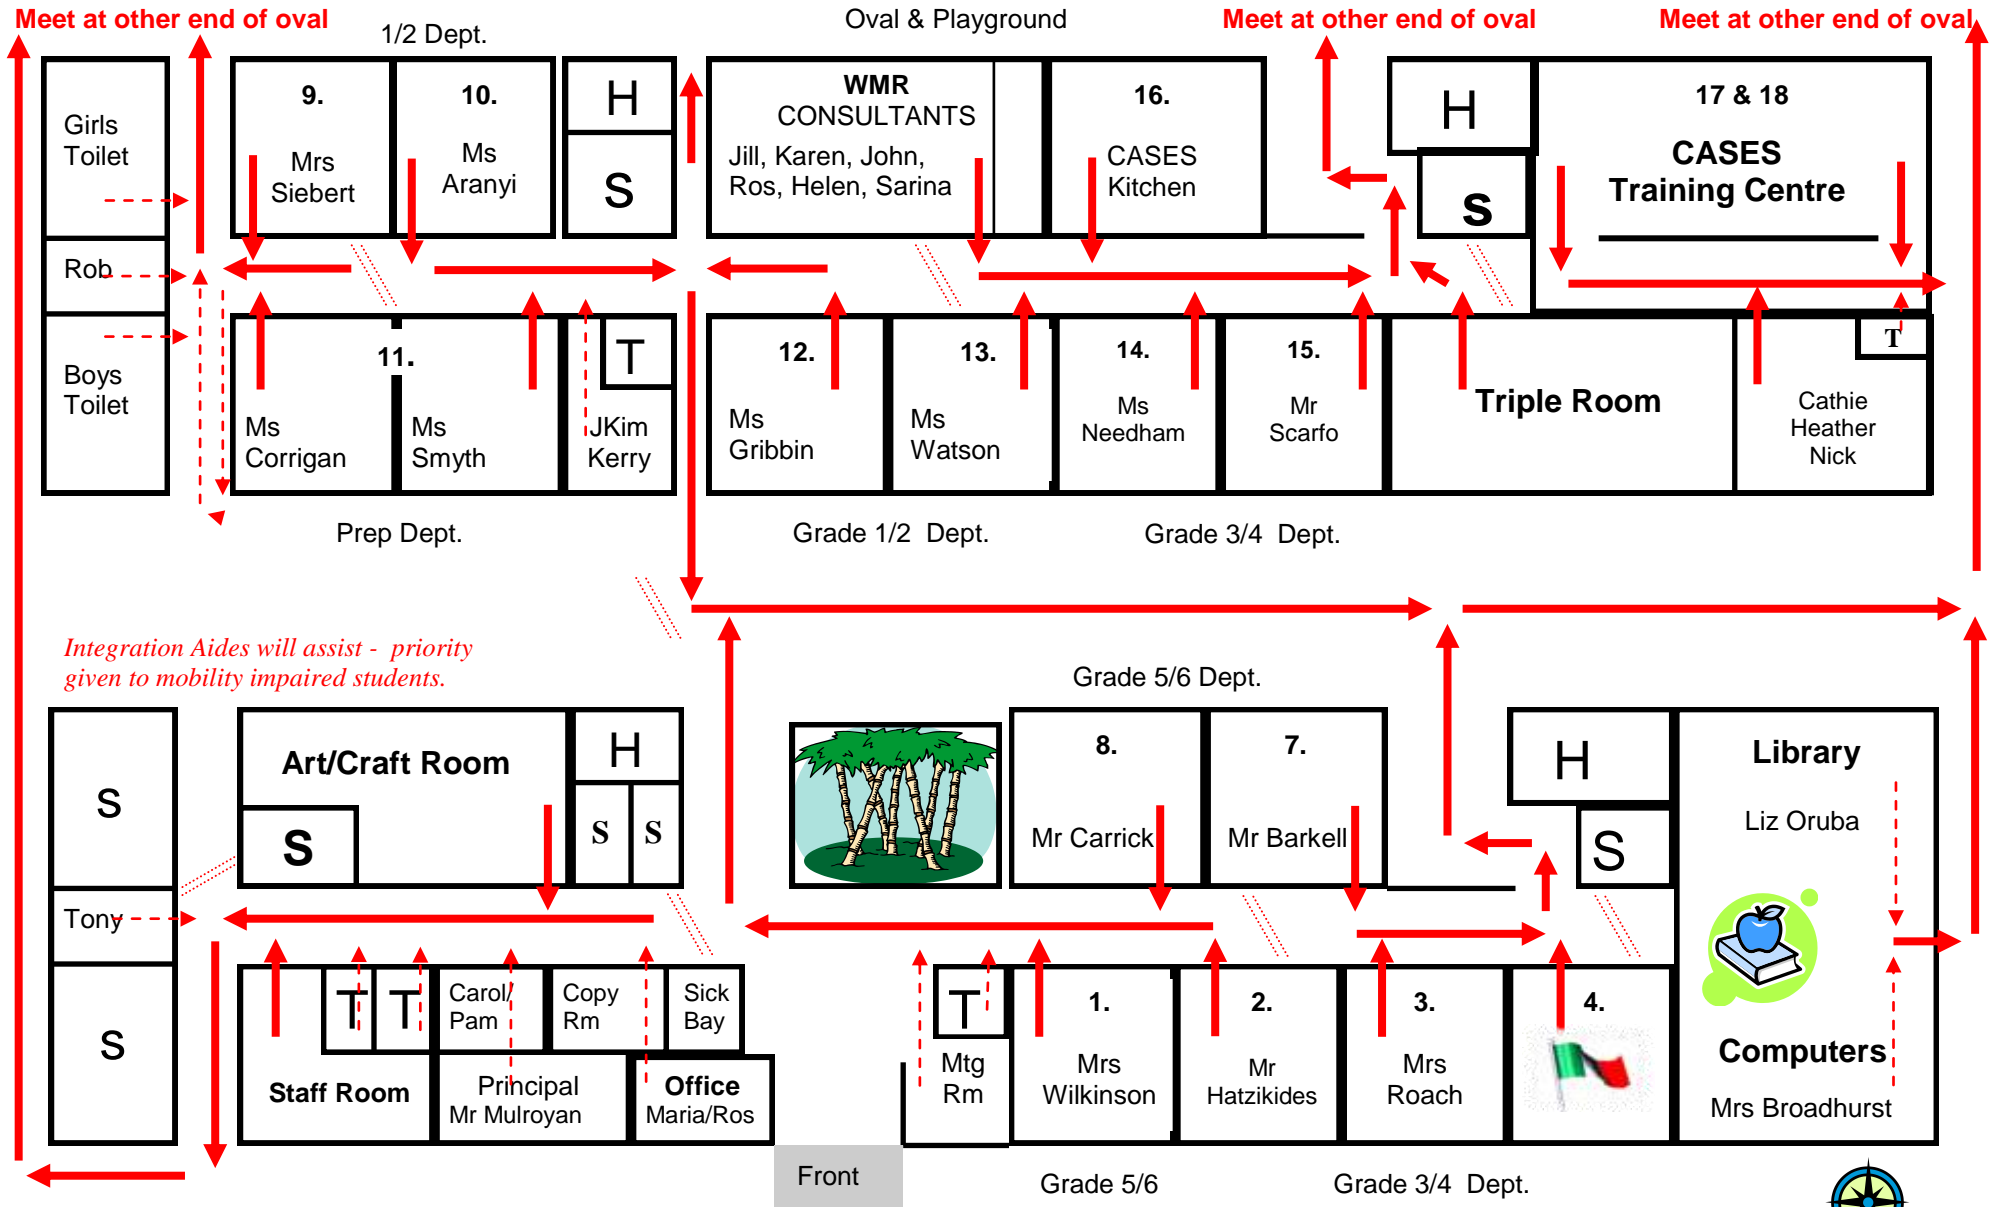 Meet at other end of oval
1/2 Dept.
Oval & Playground
Meet at other end of oval
Meet at other end of oval
Girls
Toilet
Rob
Boys
Toilet
9.
Mrs
Siebert
10.
Ms
Aranyi
H
S
WMR
CONSULTANTS
Jill, Karen, John,
Ros, Helen, Sarina
16.
CASES
Kitchen
H
s
17 & 18
CASES
Training Centre
11.
Ms
Corrigan
Ms
Smyth
T
JKim
Kerry
12.
Ms
Gribbin
13.
Ms
Watson
14.
Ms
Needham
15.
Mr
Scarfo
Triple Room
T
Cathie
Heather
Nick
Prep Dept.
Grade 1/2 Dept.
Grade 3/4 Dept.
Integration Aides will assist - priority
given to mobility impaired students.
Grade 5/6 Dept.
S
Tony
S
Art/Craft Room
S
H
S
S
8.
Mr Carrick
7.
Mr Barkell
H
S
Library
Liz Oruba
Computers
Mrs Broadhurst
Staff Room
T
T
Carol/
Pam
Copy
Rm
Sick
Bay
Principal
Mr Mulroyan
Office
Maria/Ros
T
Mtg
Rm
1.
Mrs
Wilkinson
2.
Mr
Hatzikides
3.
Mrs
Roach
4.
Front
Grade 5/6
Grade 3/4 Dept.